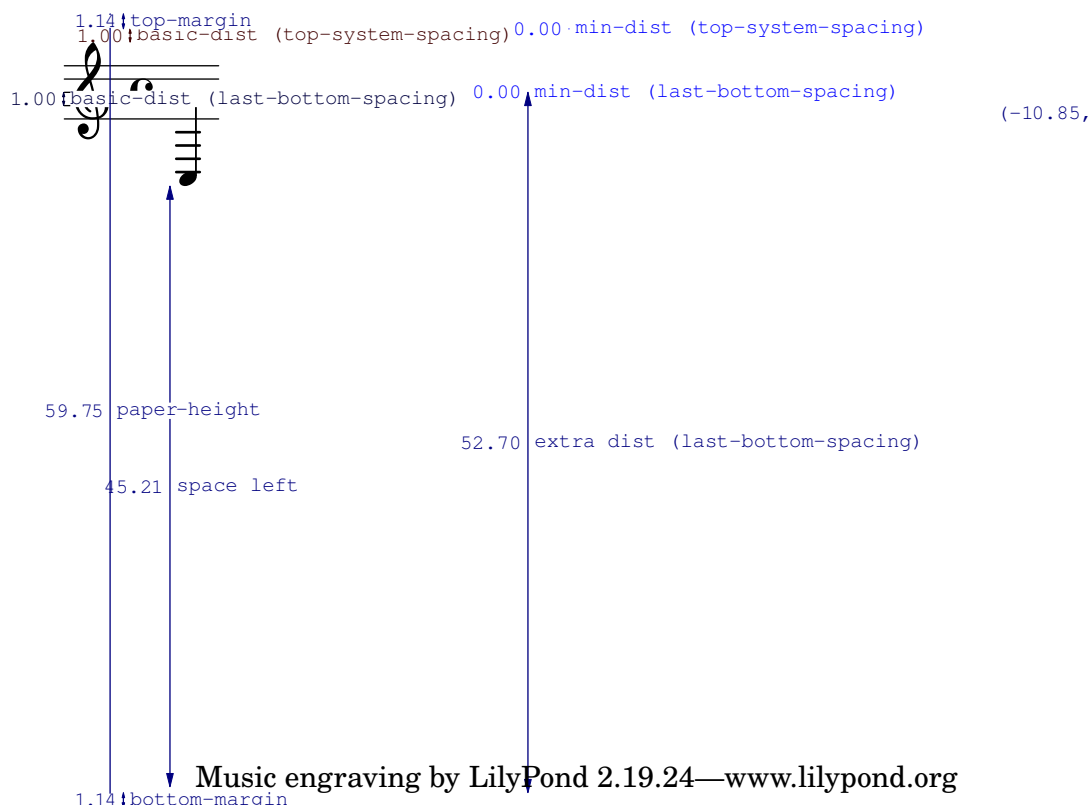 1.14 top-margin
1.00 basic-dist (top-system-spacing)
0.00 min-dist (top-system-spacing)
1.00 basic-dist (last-bottom-spacing)
0.00 min-dist (last-bottom-spacing)
(-10.85,
59.75 paper-height
52.70 extra dist (last-bottom-spacing)
45.21 space left
Music engraving by LilyPond 2.19.24—www.lilypond.org
1.14 bottom-margin